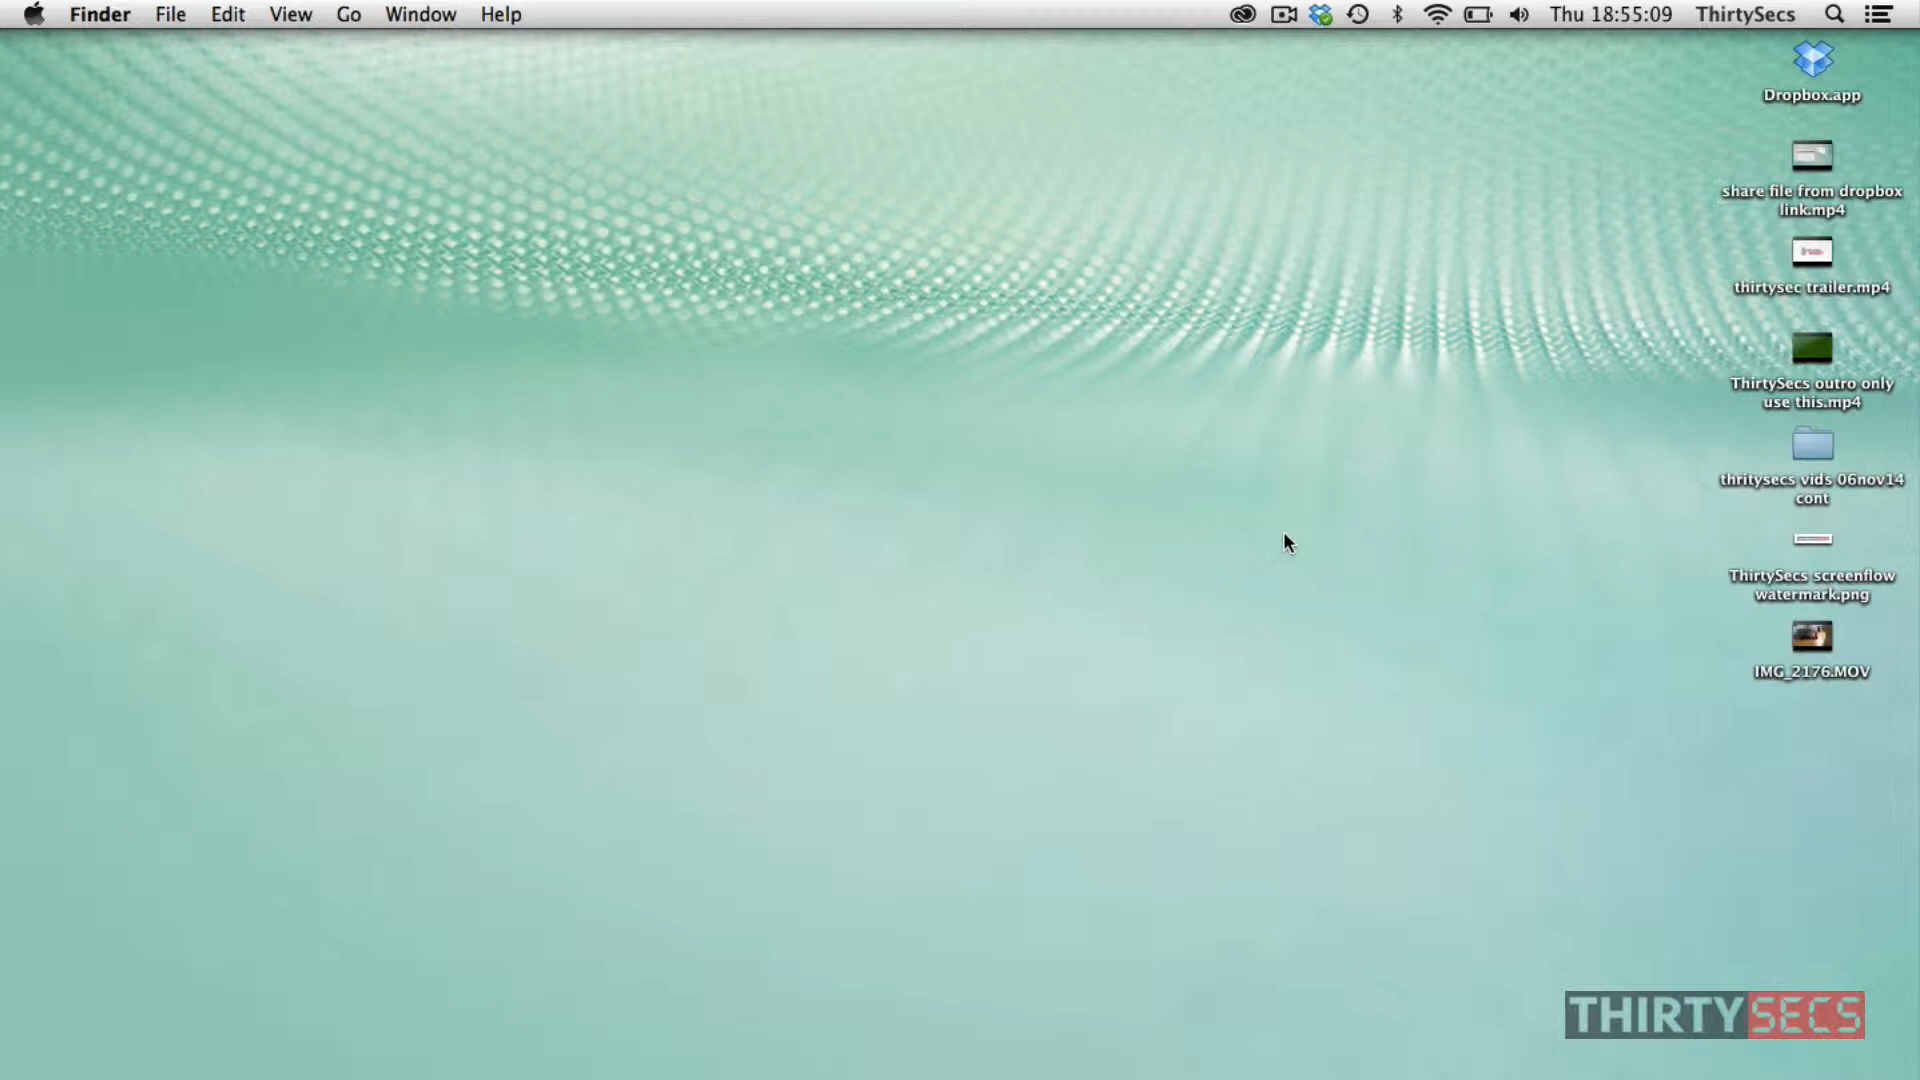 Finder File Edit View Go Window Help Thu 18:55:09 ThirtySecs
Dropbox.app
share file from dropbox
link.mp4
thirtysec trailer.mp4
ThirtySecs outro only
use this.mp4
thritysecs vids 06nov14
cont
ThirtySecs screenflow
watermark.png
IMG_2176.MOV
THIRTYSECS